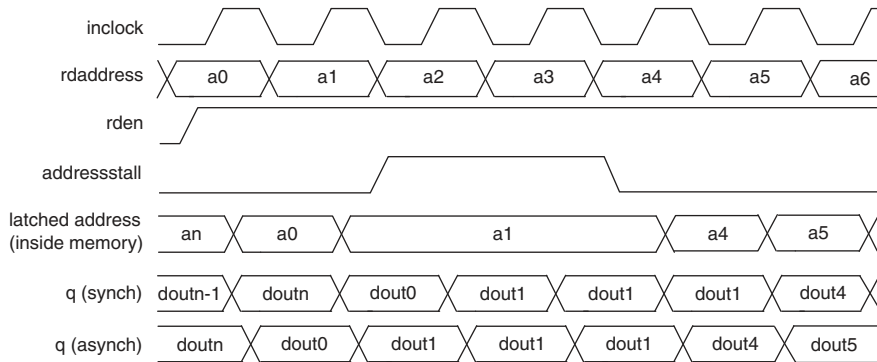 inclock
rdaddress a0 a1 a2 a3 a4 a5 a6
rden
addressstall
latched address
(inside memory) an a0 a1 a4 a5
q (synch) doutn-1 doutn dout0 dout1 dout1 dout1 dout4
q (asynch) doutn dout0 dout1 dout1 dout1 dout4 dout5